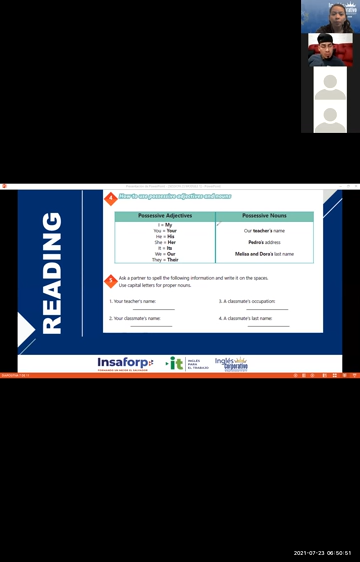 READING
4 How to use possessive adjectives and nouns
Possessive Adjectives
I = My
You = Your
He = His
She = Her
It = Its
We = Our
They = Their
Possessive Nouns
Our teacher's name
Pedro's address
Melisa and Dora's last name
Ask a partner to spell the following information and write it on the spaces.
Use capital letters for proper nouns.
1. Your teacher's name:
2. Your classmate's name:
3. A classmate's occupation:
4. A classmate's last name:
Insaforp
it INGLÉS PARA EL TRABAJO
Inglés Corporativo
2021-07-23 06:50:51